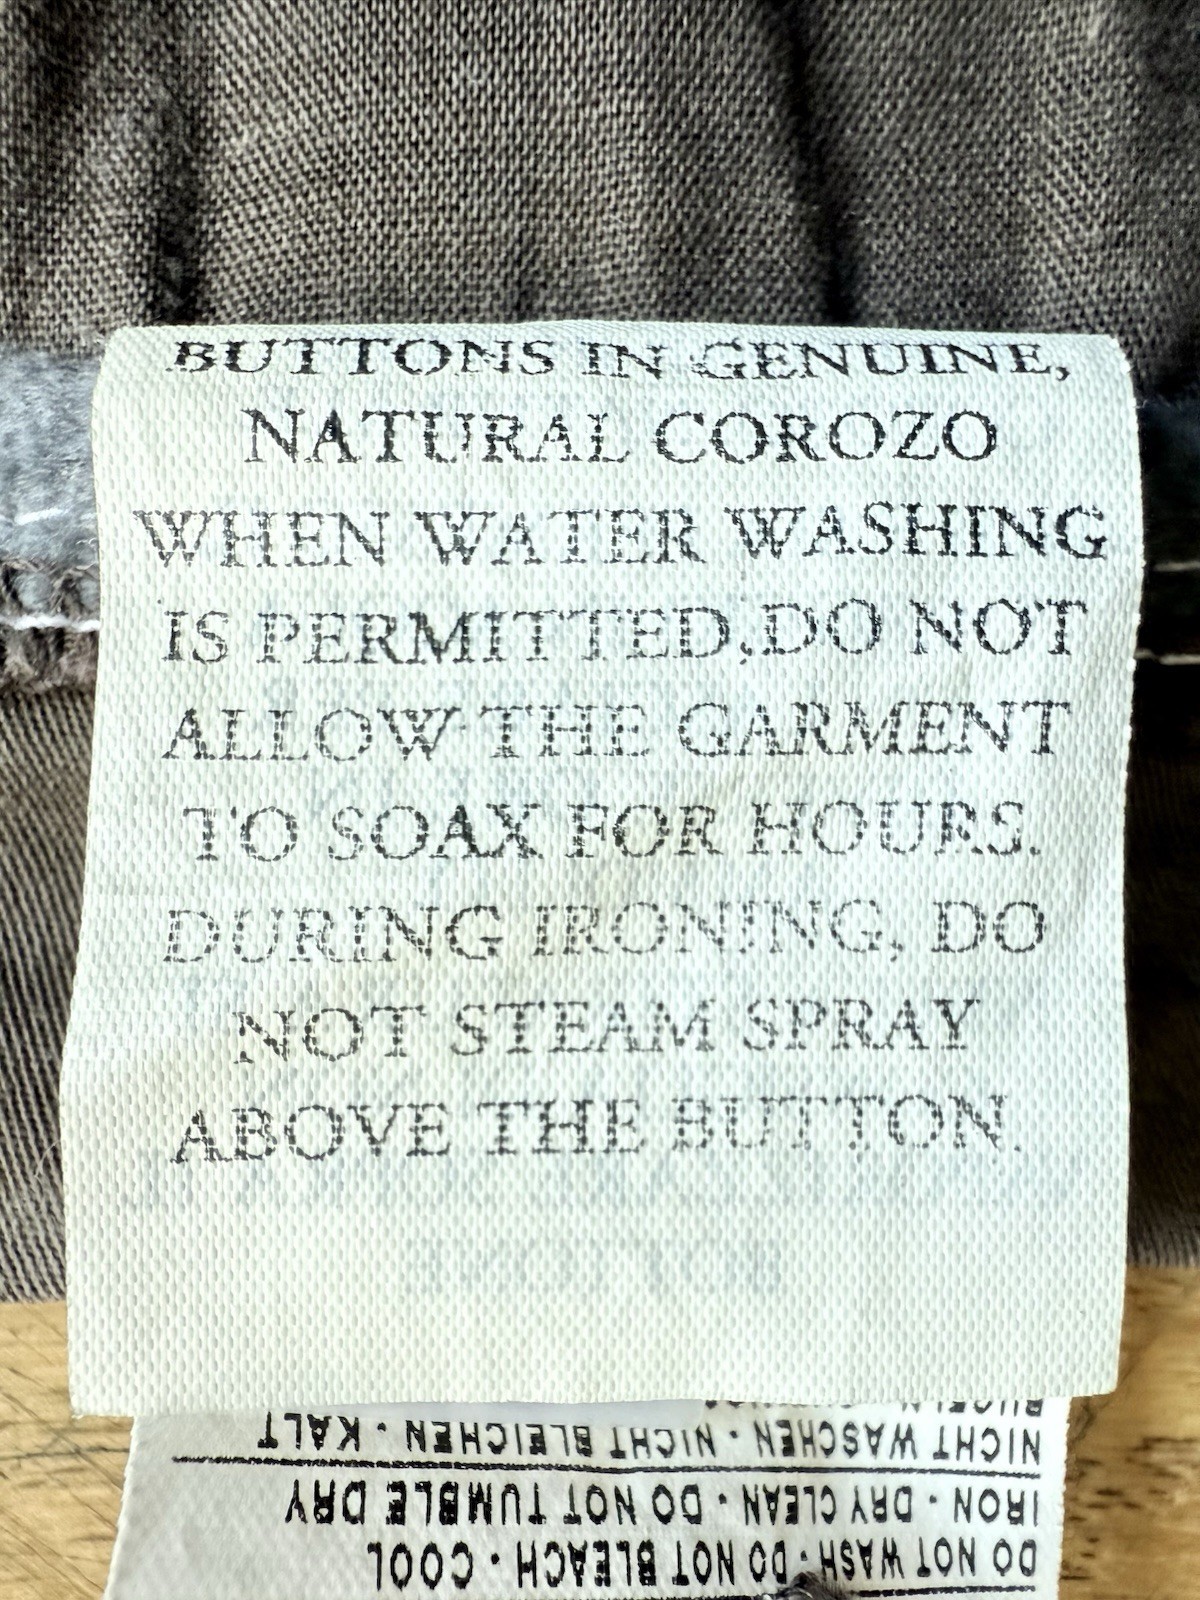 BUTTONS IN GENUINE,
NATURAL COROZO
WHEN WATER WASHING
IS PERMITTED,DO NOT
ALLOW THE GARMENT
TO SOAX FOR HOURS.
DURING IRONING, DO
NOT STEAM SPRAY
ABOVE THE BUTTON.
DO NOT WASH · DO NOT BLEACH · COOL
IRON · DRY CLEAN · DO NOT TUMBLE DRY
NICHT WASCHEN · NICHT BLEICHEN · KALT